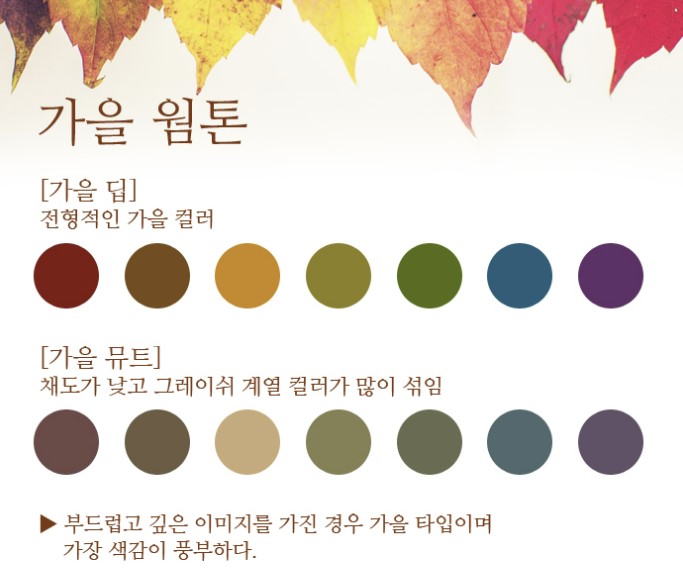 가을 웜톤
[가을 딥]
전형적인 가을 컬러
[가을 뮤트]
채도가 낮고 그레이쉬 계열 컬러가 많이 섞임
▶ 부드럽고 깊은 이미지를 가진 경우 가을 타입이며
가장 색감이 풍부하다.